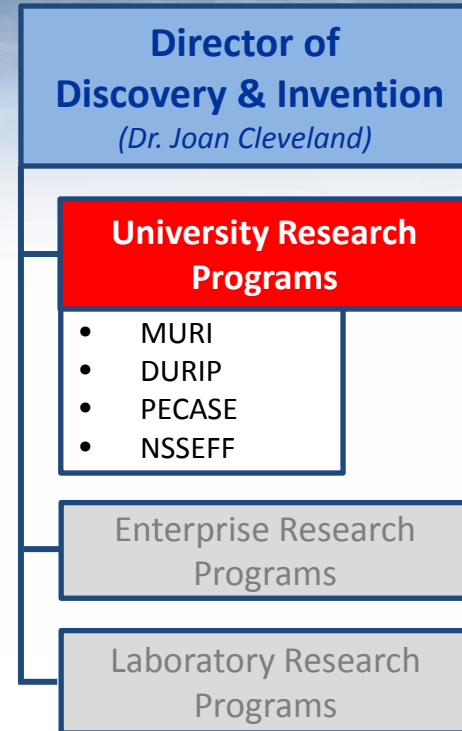 Director of
Discovery & Invention
(Dr. Joan Cleveland)
University Research
Programs
• MURI
• DURIP
• PECASE
• NSSEFF
Enterprise Research
Programs
Laboratory Research
Programs